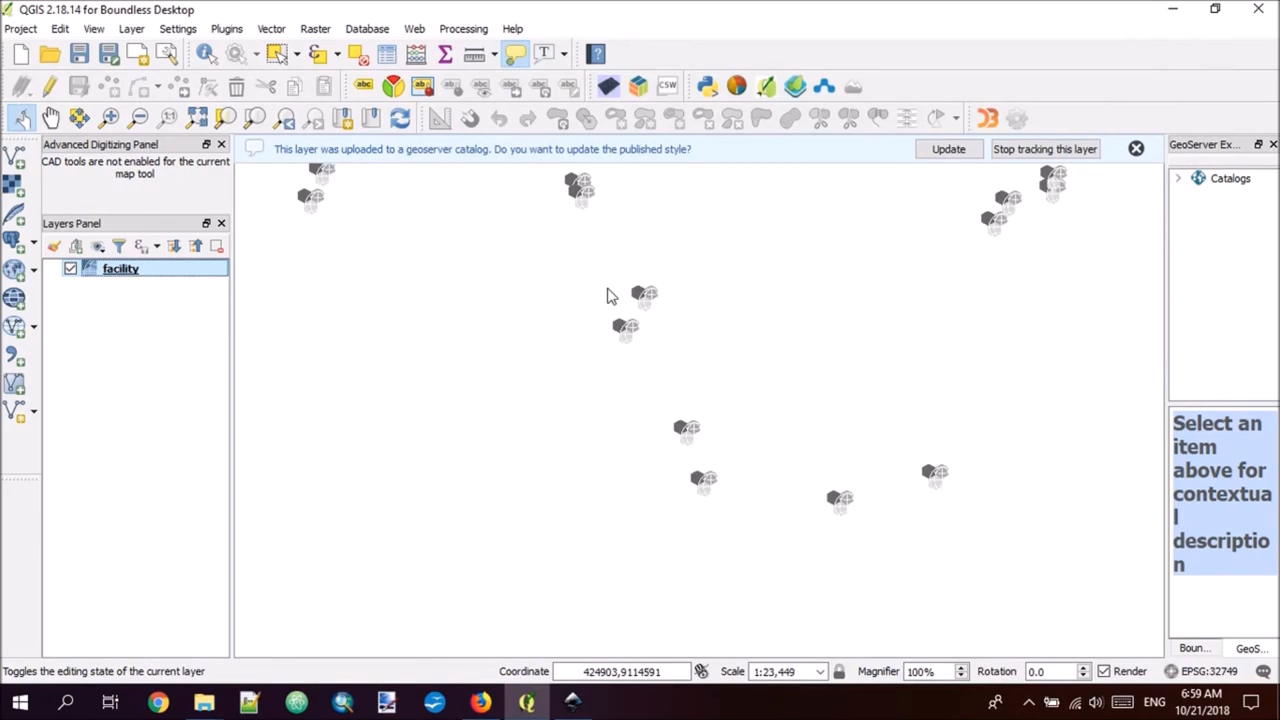 QGIS 2.18.14 for Boundless Desktop
Project Edit View Layer Settings Plugins Vector Raster Database Web Processing Help
T
abc abc CSW
Advanced Digitizing Panel
CAD tools are not enabled for the current
map tool
This layer was uploaded to a geoserver catalog. Do you want to update the published style?
Update
Stop tracking this layer
GeoServer Ex...
Catalogs
Layers Panel
facility
Select an
item
above for
contextua
l
descriptio
n
Boun... GeoS...
Toggles the editing state of the current layer
Coordinate 424903,9114591 Scale 1:23,449 Magnifier 100% Rotation 0.0 Render EPSG:32749
ENG
6:59 AM
10/21/2018